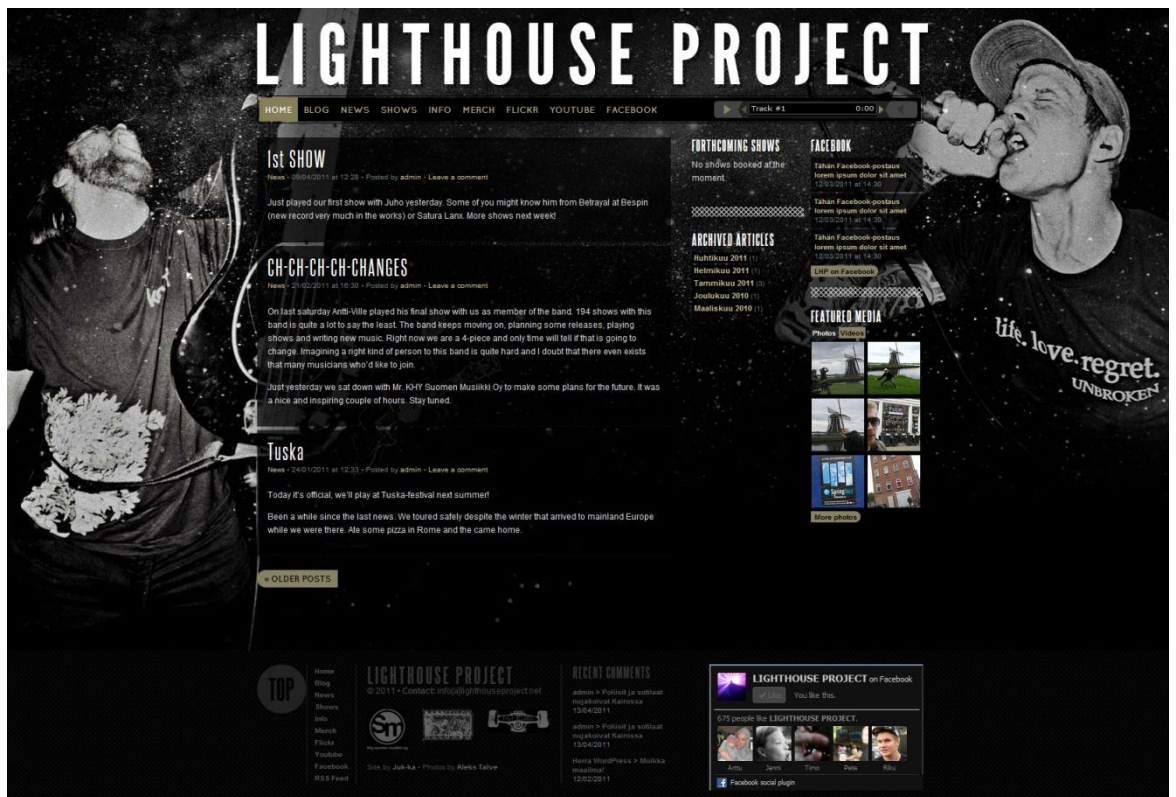 LIGHTHOUSE PROJECT
HOME BLOG NEWS SHOWS INFO MERCH FLICKR YOUTUBE FACEBOOK
Track #1 0:00
1st SHOW
News - 09/04/2011 at 12:28 - Posted by admin - Leave a comment
Just played our first show with Juho yesterday. Some of you might know him from Betrayal at Bespin
(new record very much in the works) or Satura Lanx. More shows next week!
CH-CH-CH-CH-CHANGES
News - 21/02/2011 at 16:30 - Posted by admin - Leave a comment
On last saturday Antti-Ville played his final show with us as member of the band. 194 shows with this
band is quite a lot to say the least. The band keeps moving on, planning some releases, playing
shows and writing new music. Right now we are a 4-piece and only time will tell if that is going to
change. Imagining a right kind of person to this band is quite hard and I doubt that there even exists
that many musicians who'd like to join.
Just yesterday we sat down with Mr. KHY Suomen Musiikki Oy to make some plans for the future. It was
a nice and inspiring couple of hours. Stay tuned.
Tuska
News - 24/01/2011 at 12:33 - Posted by admin - Leave a comment
Today it's official, we'll play at Tuska-festival next summer!
Been a while since the last news. We toured safely despite the winter that arrived to mainland Europe
while we were there. Ate some pizza in Rome and the came home.
« OLDER POSTS
FORTHCOMING SHOWS
No shows booked at the
moment.
ARCHIVED ARTICLES
Huhtikuu 2011 (1)
Helmikuu 2011 (1)
Tammikuu 2011 (3)
Joulukuu 2010 (1)
Maaliskuu 2010 (1)
FACEBOOK
Tähän Facebook-postaus
lorem ipsum dolor sit amet
12/03/2011 at 14:30
Tähän Facebook-postaus
lorem ipsum dolor sit amet
12/03/2011 at 14:30
Tähän Facebook-postaus
lorem ipsum dolor sit amet
12/03/2011 at 14:30
LHP on Facebook
FEATURED MEDIA
Photos Videos
More photos
life. love. regret.
UNBROKEN
TOP
Home
Blog
News
Shows
Info
Merch
Flickr
Youtube
Facebook
RSS Feed
LIGHTHOUSE PROJECT
© 2011 • Contact: info(a)lighthouseproject.net
Sm
Site by Juk-ka - Photos by Aleks Talve
RECENT COMMENTS
admin > Poliisit ja sotilaat
nujakoivat Kairossa
13/04/2011
admin > Poliisit ja sotilaat
nujakoivat Kairossa
13/04/2011
Herra WordPress > Moikka
maailma!
12/02/2011
LIGHTHOUSE PROJECT on Facebook
Like You like this.
675 people like LIGHTHOUSE PROJECT.
Arttu Jenni Timo Pete Riku
Facebook social plugin